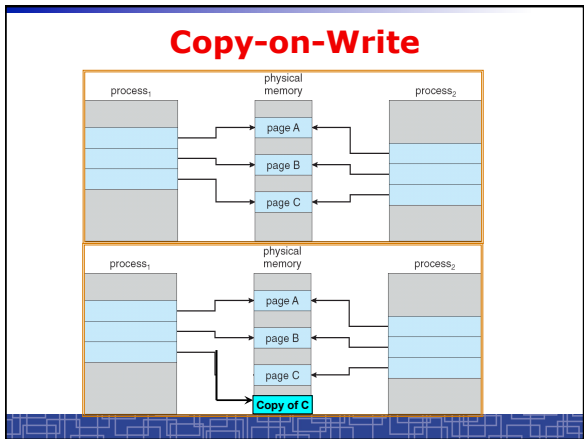 Copy-on-Write
physical
memory
process₁
process₂
page A
page B
page C
physical
memory
process₁
process₂
page A
page B
page C
Copy of C